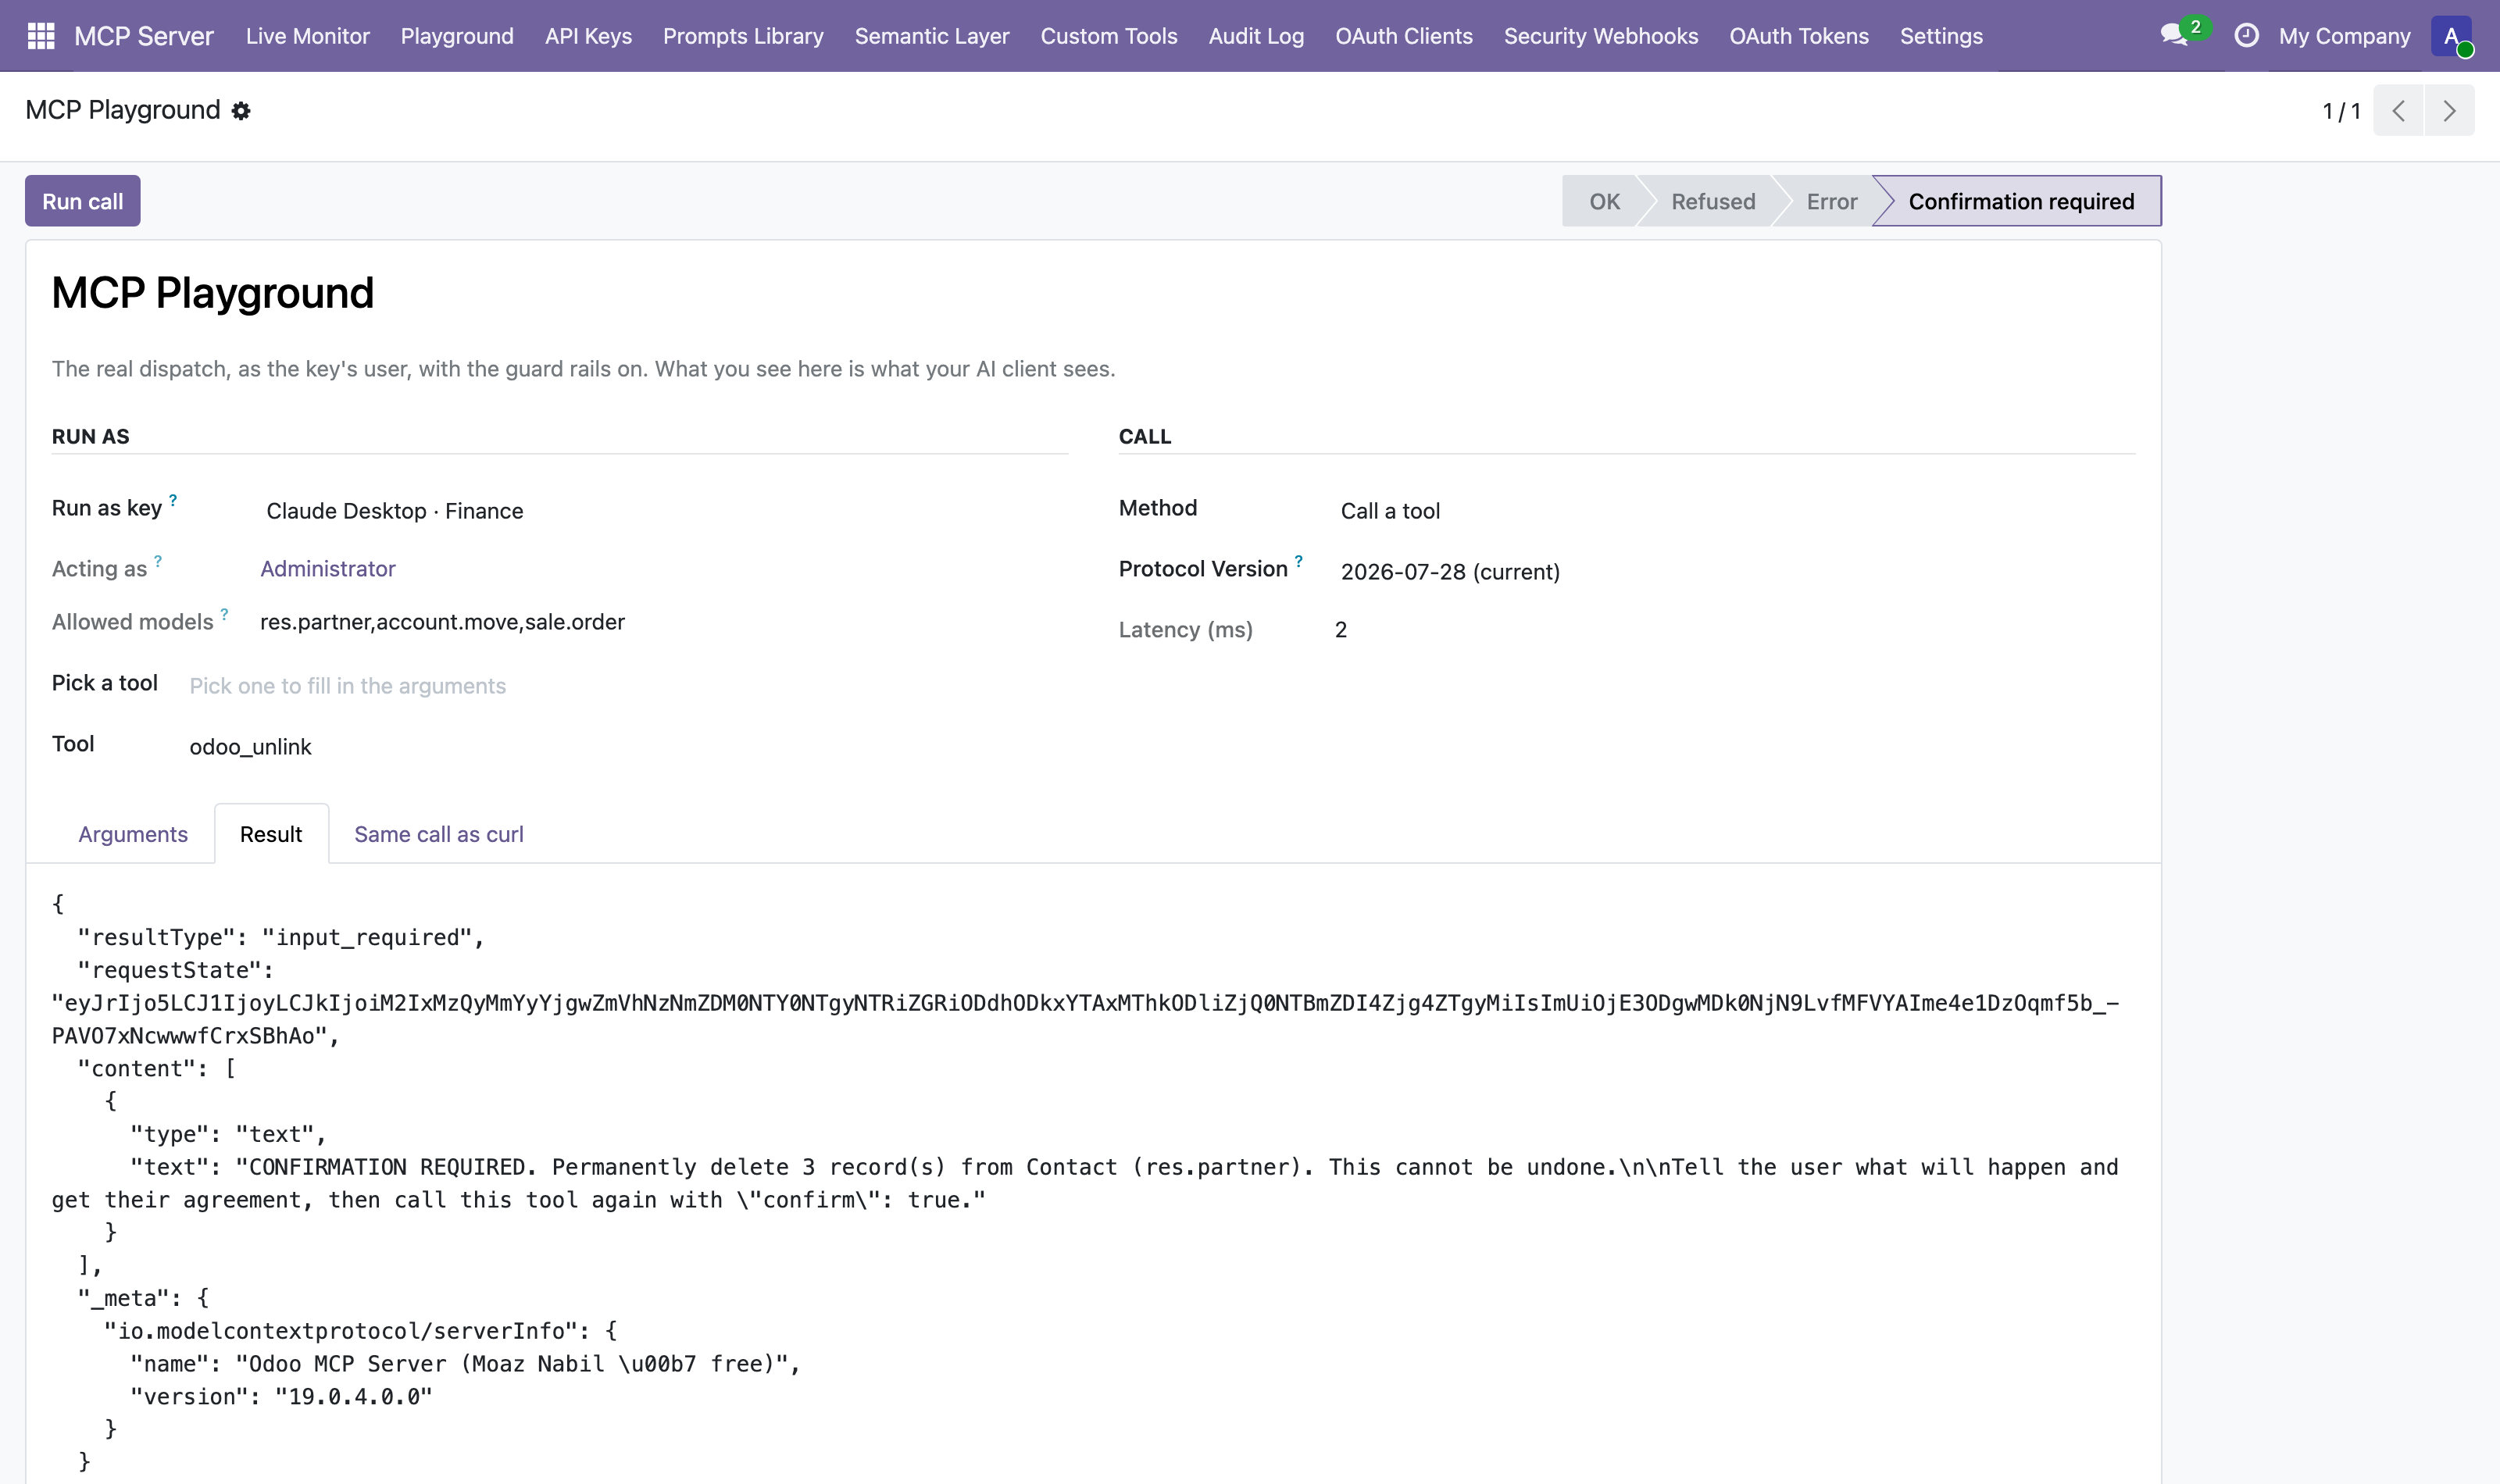 MCP Server Live Monitor Playground API Keys Prompts Library Semantic Layer Custom Tools Audit Log OAuth Clients Security Webhooks OAuth Tokens Settings 2 My Company A
MCP Playground 1 / 1
Run call OK Refused Error Confirmation required
MCP Playground
The real dispatch, as the key's user, with the guard rails on. What you see here is what your AI client sees.
RUN AS
Run as key ? Claude Desktop · Finance
Acting as ? Administrator
Allowed models ? res.partner,account.move,sale.order
Pick a tool Pick one to fill in the arguments
Tool odoo_unlink
CALL
Method Call a tool
Protocol Version ? 2026-07-28 (current)
Latency (ms) 2
Arguments Result Same call as curl
{
"resultType": "input_required",
"requestState":
"eyJrIjo5LCJ1IjoyLCJkIjoiM2IxMzQyMmYyYjgwZmVhNzNmZDM0NTY0NTgyNTRiZGRiODdhODkxYTAxMThkODliZjQ0NTBmZDI4Zjg4ZTgyMiIsImUiOjE3ODgwMDk0NjN9LvfMFVYAIme4e1DzOqmf5b_-
PAVO7xNcwwwfCrxSBhAo",
"content": [
{
"type": "text",
"text": "CONFIRMATION REQUIRED. Permanently delete 3 record(s) from Contact (res.partner). This cannot be undone.\n\nTell the user what will happen and
get their agreement, then call this tool again with \"confirm\": true."
}
],
"_meta": {
"io.modelcontextprotocol/serverInfo": {
"name": "Odoo MCP Server (Moaz Nabil \u00b7 free)",
"version": "19.0.4.0.0"
}
}